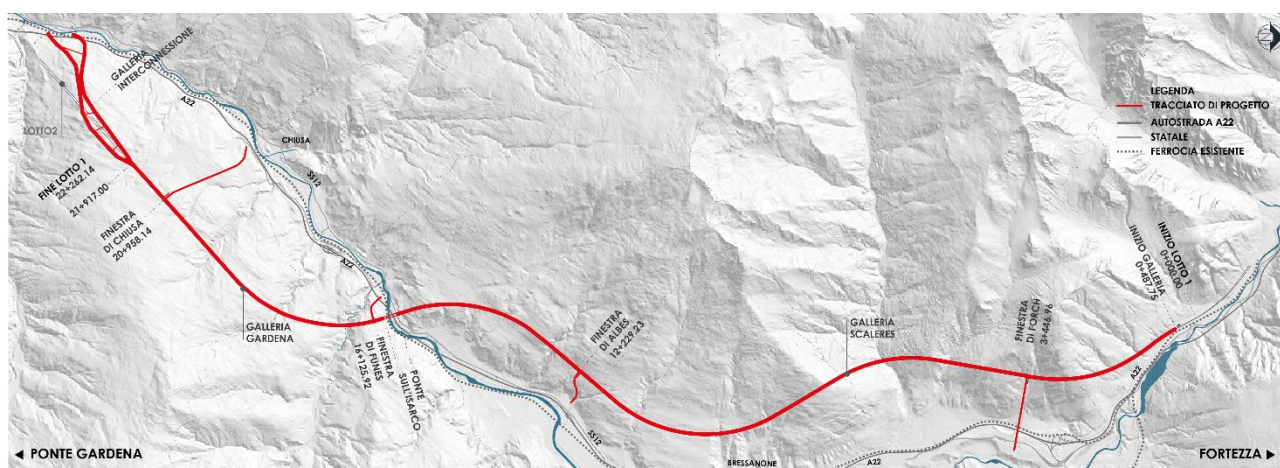 GALLERIA
INTERCONNESSIONE
A22
LOTTO2
CHIUSA
SS12
FINE LOTTO 1
22+262.14
21+917.00
FINESTRA
DI CHIUSA
20+958.14
A22
GALLERIA
GARDENA
FINESTRA
DI FUNES
16+125.92
PONTE
SULL'ISARCO
FINESTRA
DI ALBES
12+229.23
SS12
GALLERIA
SCALERES
BRESSANONE
A22
FINESTRA
DI FORCH
3+446.96
A22
INIZIO LOTTO 1
0+000.00
INIZIO GALLERIA
0+487.75
LEGENDA
TRACCIATO DI PROGETTO
AUTOSTRADA A22
STATALE
FERROCIA ESISTENTE
◄ PONTE GARDENA
FORTEZZA ►